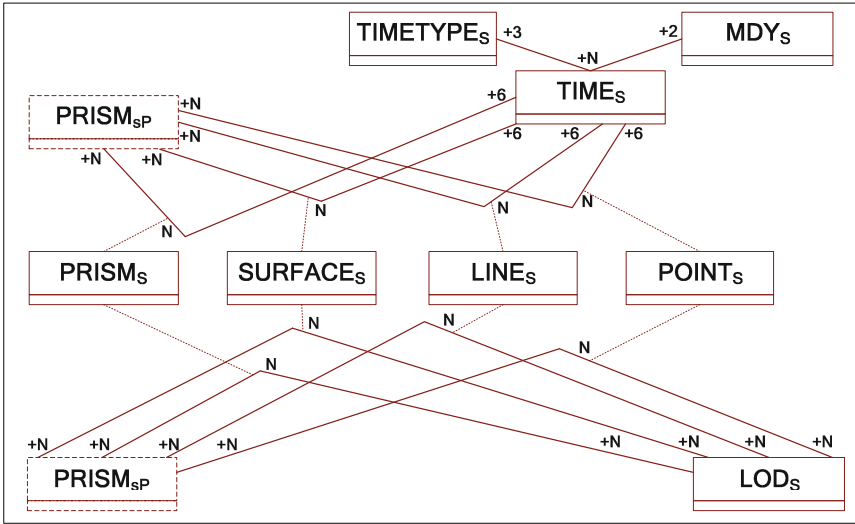 TIMETYPES +3 +2 MDYS
+N
PRISMsP +N +6 TIMES
+N +6 +6 +6
+N +N
N N N N
PRISMS SURFACES LINES POINTS
N N N N
+N +N +N +N +N +N +N +N
PRISMsP LODS